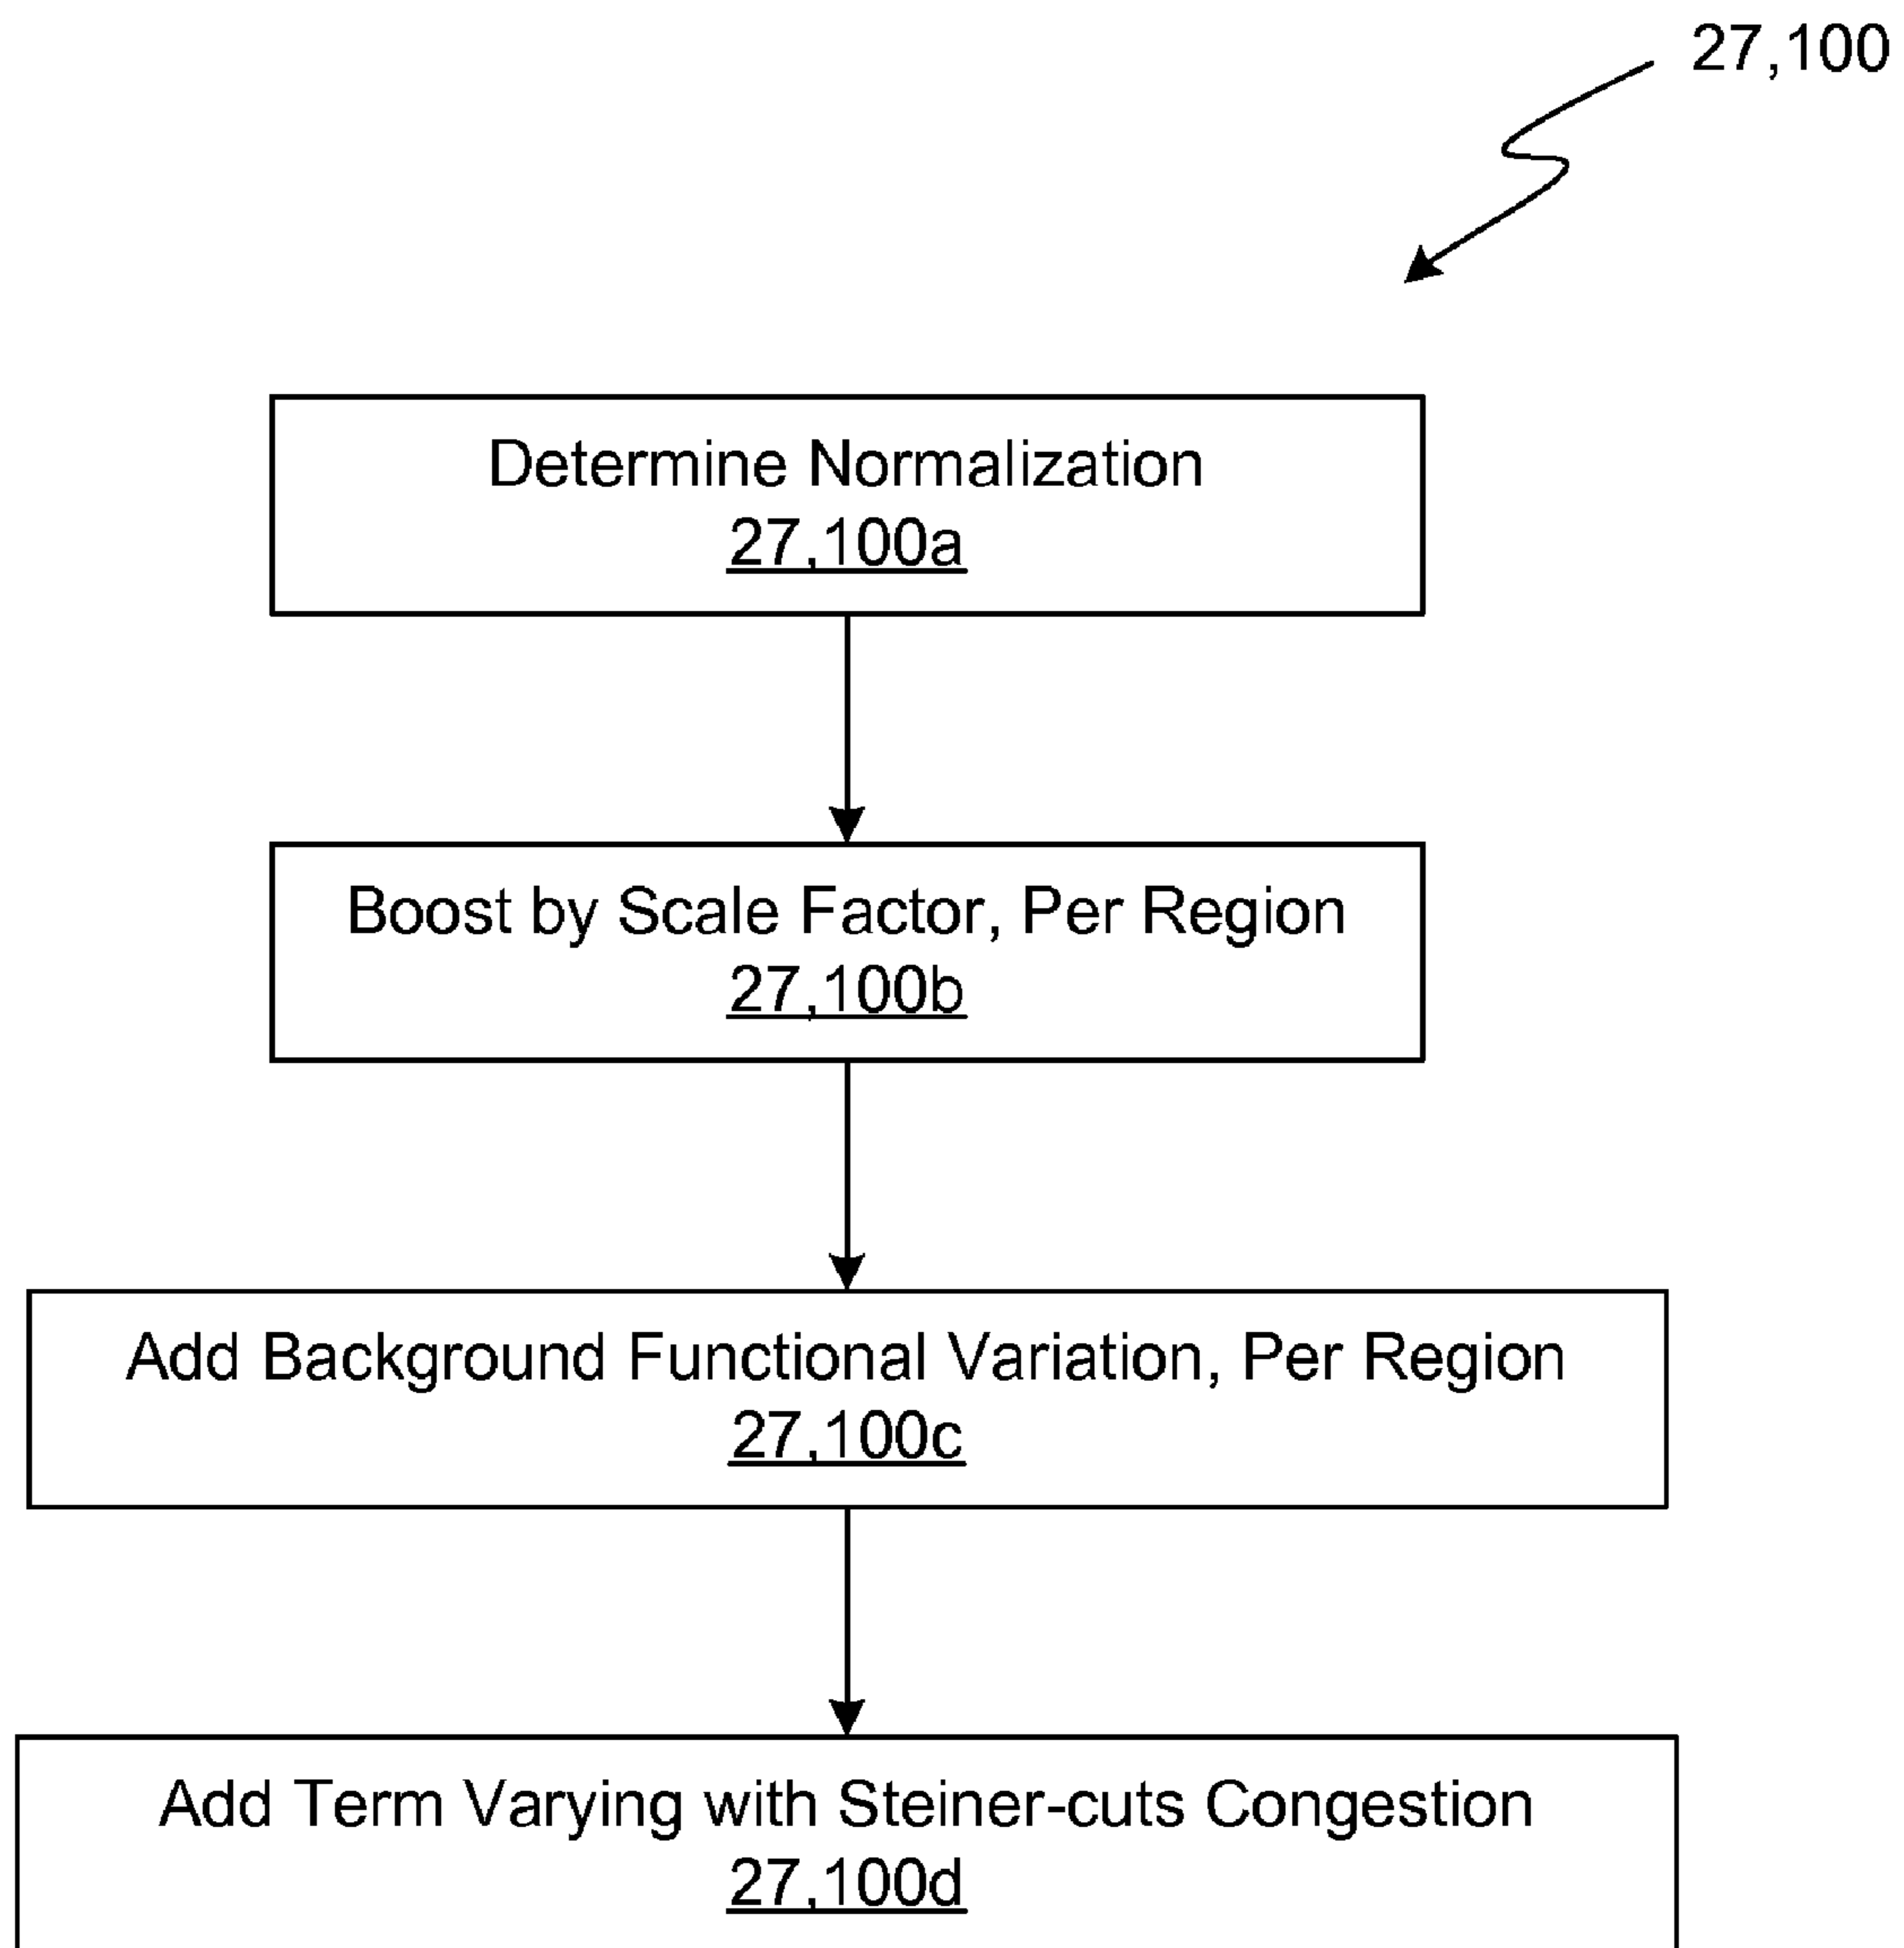 27,100
Determine Normalization
27,100a
Boost by Scale Factor, Per Region
27,100b
Add Background Functional Variation, Per Region
27,100c
Add Term Varying with Steiner-cuts Congestion
27,100d